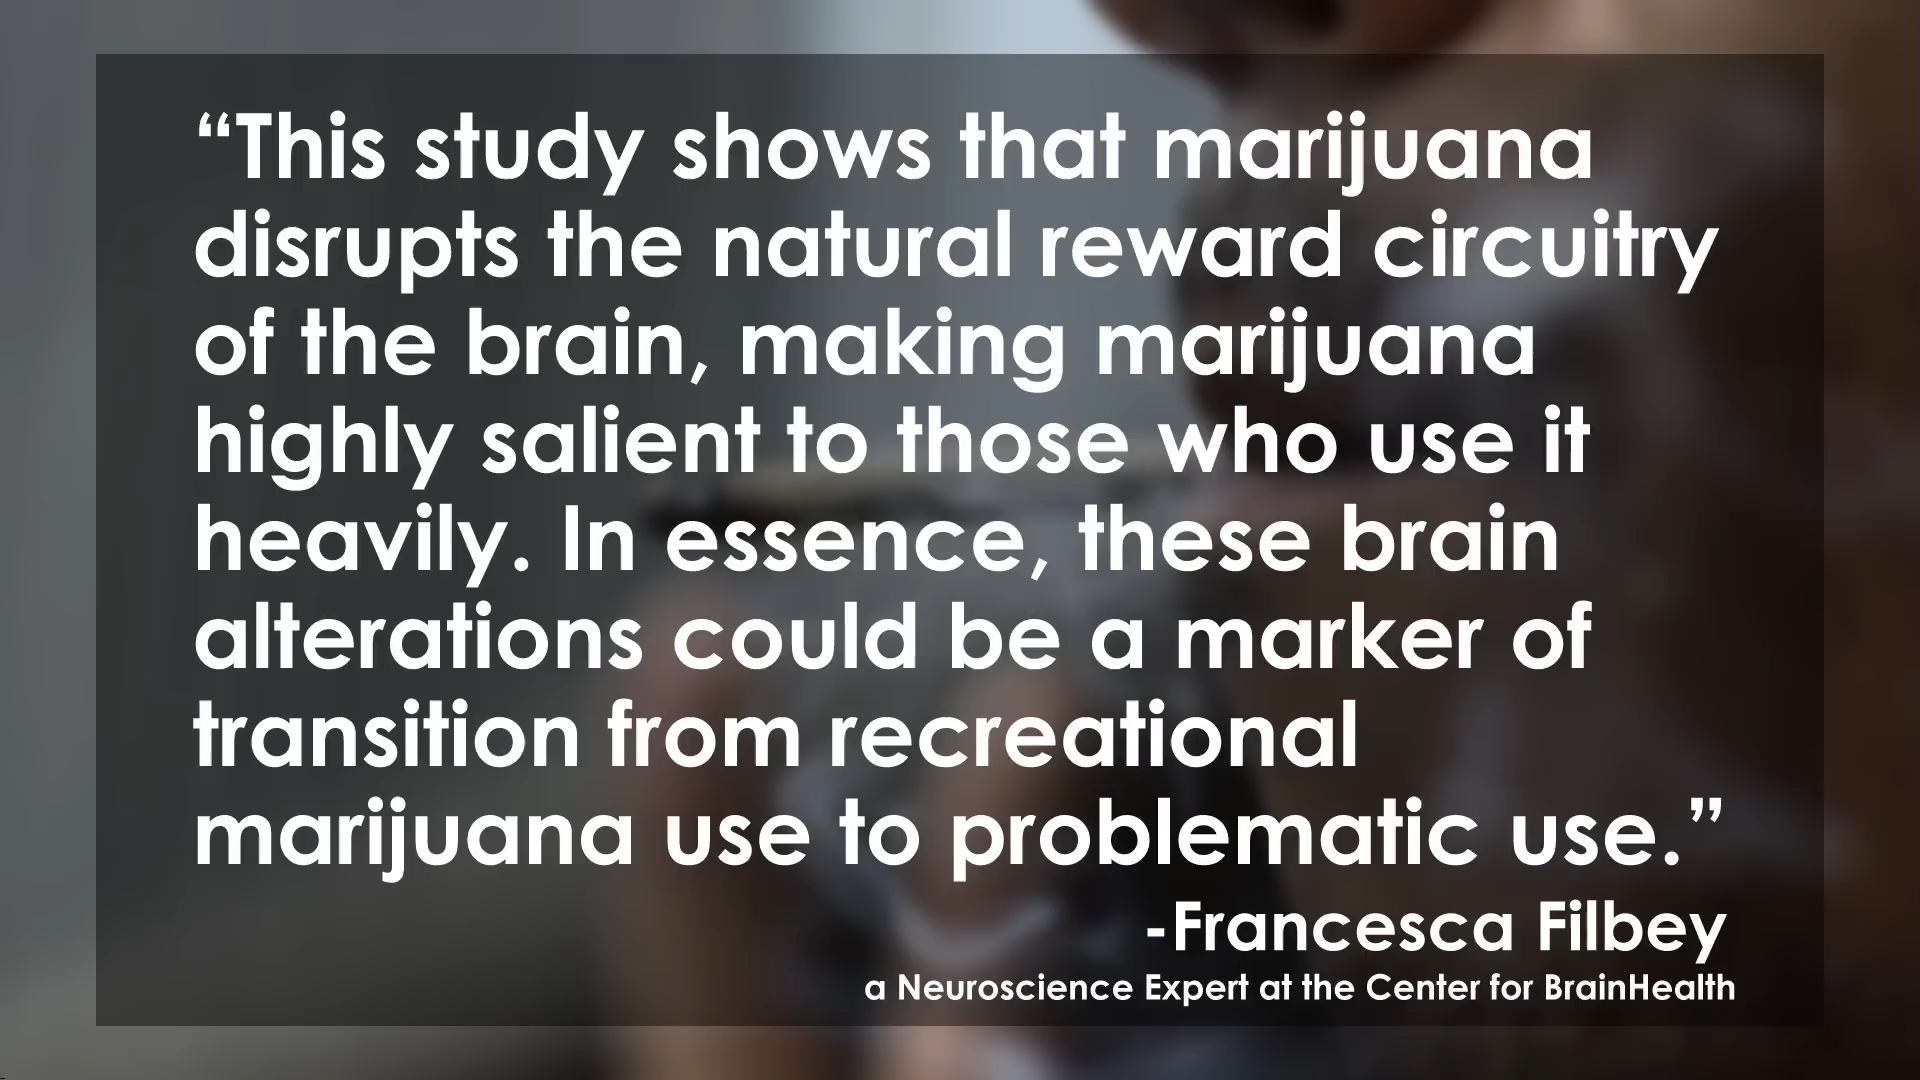 “This study shows that marijuana
disrupts the natural reward circuitry
of the brain, making marijuana
highly salient to those who use it
heavily. In essence, these brain
alterations could be a marker of
transition from recreational
marijuana use to problematic use.”
-Francesca Filbey
a Neuroscience Expert at the Center for BrainHealth